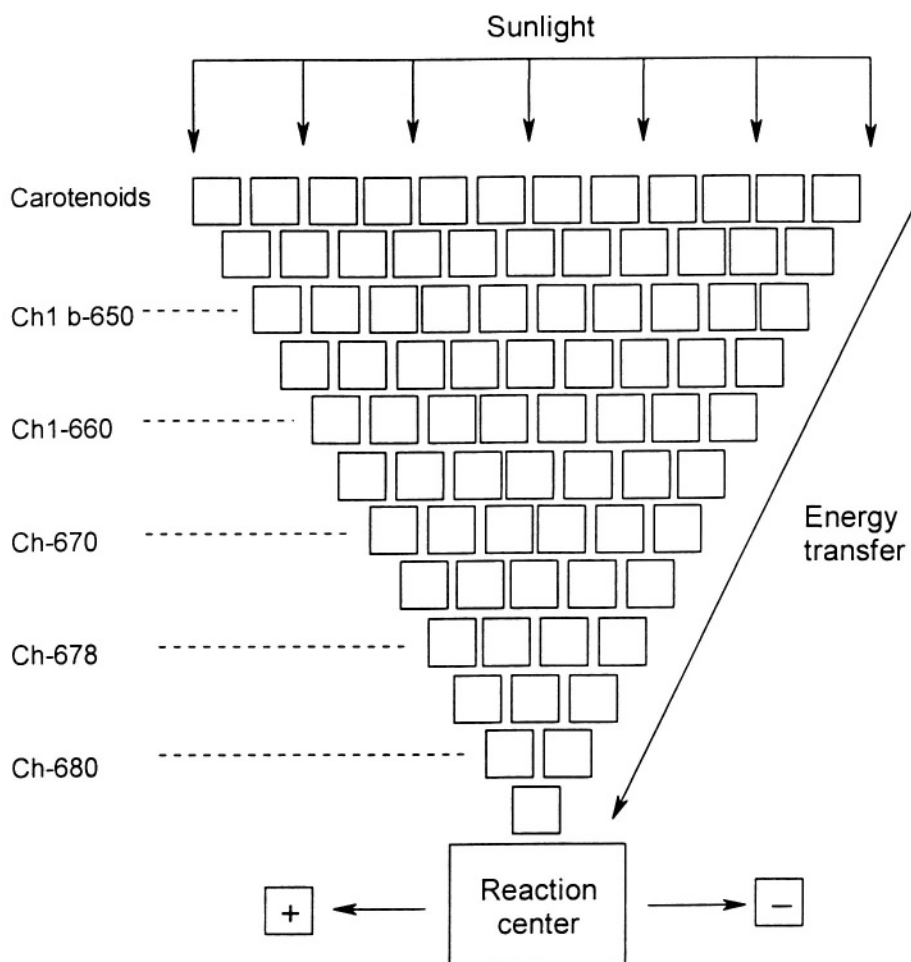 Sunlight
Carotenoids
Ch1 b-650
Ch1-660
Ch-670
Energy
transfer
Ch-678
Ch-680
Reaction
center
+
−